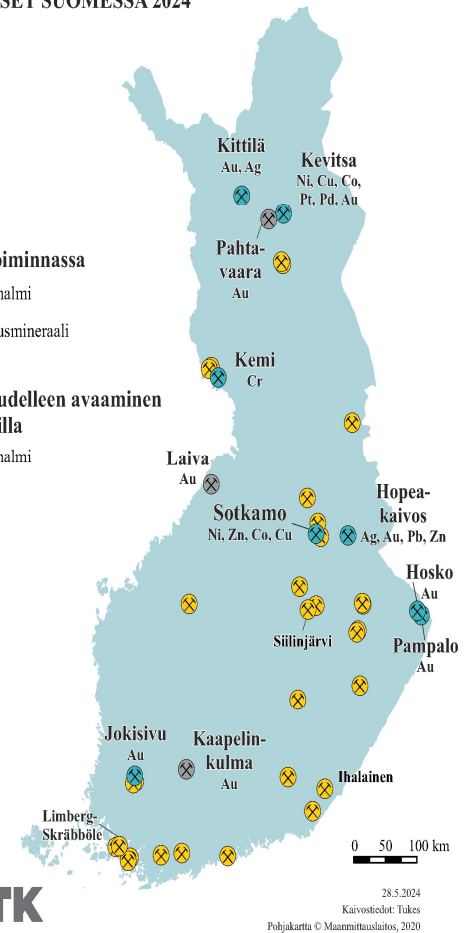 SET SUOMESSA 2024
Kittilä
Au, Ag
Kevitsa
Ni, Cu, Co,
Pt, Pd, Au
Pahta-
vaara
Au
oiminnassa
nalmi
usmineraali
Kemi
Cr
udelleen avaaminen
illa
nalmi
Laiva
Au
Sotkamo
Ni, Zn, Co, Cu
Hopea-
kaivos
Ag, Au, Pb, Zn
Hosko
Au
Siilinjärvi
Pampalo
Au
Jokisivu
Au
Kaapelin-
kulma
Au
Ihalainen
Limberg-
Skräbböle
0 50 100 km
28.5.2024
Kaivostiedot: Tukes
Pohjakartta © Maanmittauslaitos, 2020
TK